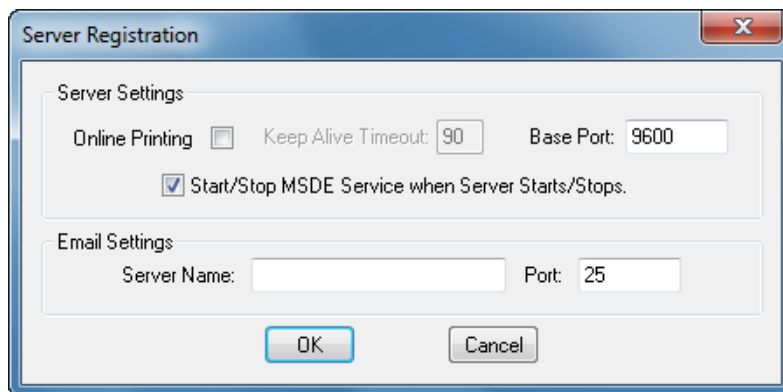 Server Registration
Server Settings
Online Printing Keep Alive Timeout: 90 Base Port: 9600
Start/Stop MSDE Service when Server Starts/Stops.
Email Settings
Server Name: Port: 25
OK Cancel